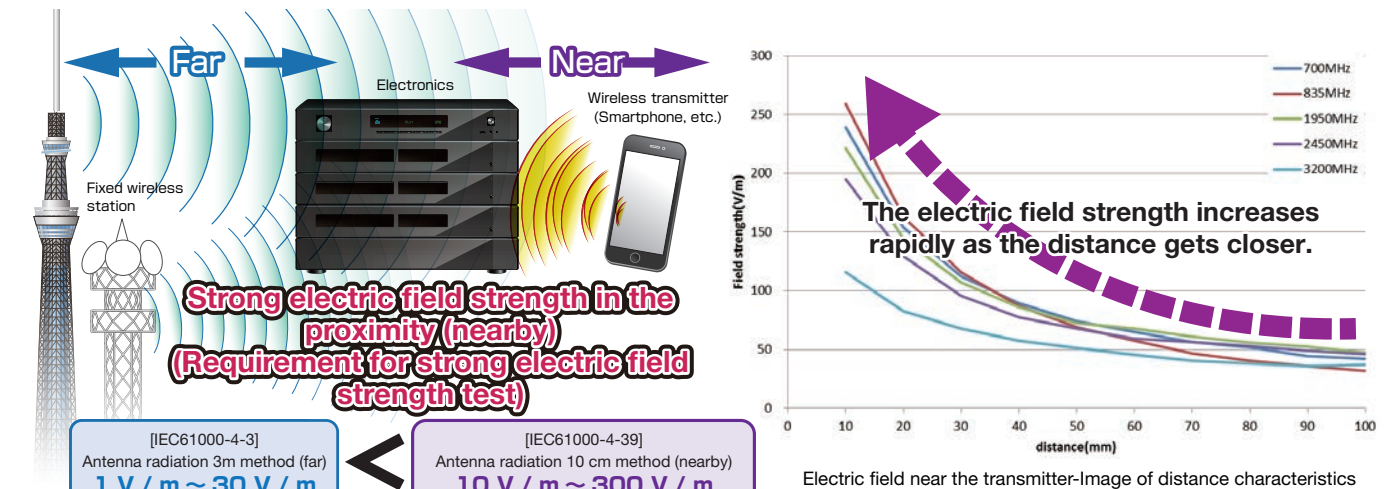 Far
Near
Electronics
Wireless transmitter
(Smartphone, etc.)
Fixed wireless
station
Strong electric field strength in the
proximity (nearby)
(Requirement for strong electric field
strength test)
[IEC61000-4-3]
Antenna radiation 3m method (far)
1 V / m ~ 30 V / m
<
[IEC61000-4-39]
Antenna radiation 10 cm method (nearby)
10 V / m ~ 300 V / m
300
250
200
150
100
50
0
Field strength(V/m)
700MHz
835MHz
1950MHz
2450MHz
3200MHz
The electric field strength increases
rapidly as the distance gets closer.
0 10 20 30 40 50 60 70 80 90 100
distance(mm)
Electric field near the transmitter-Image of distance characteristics